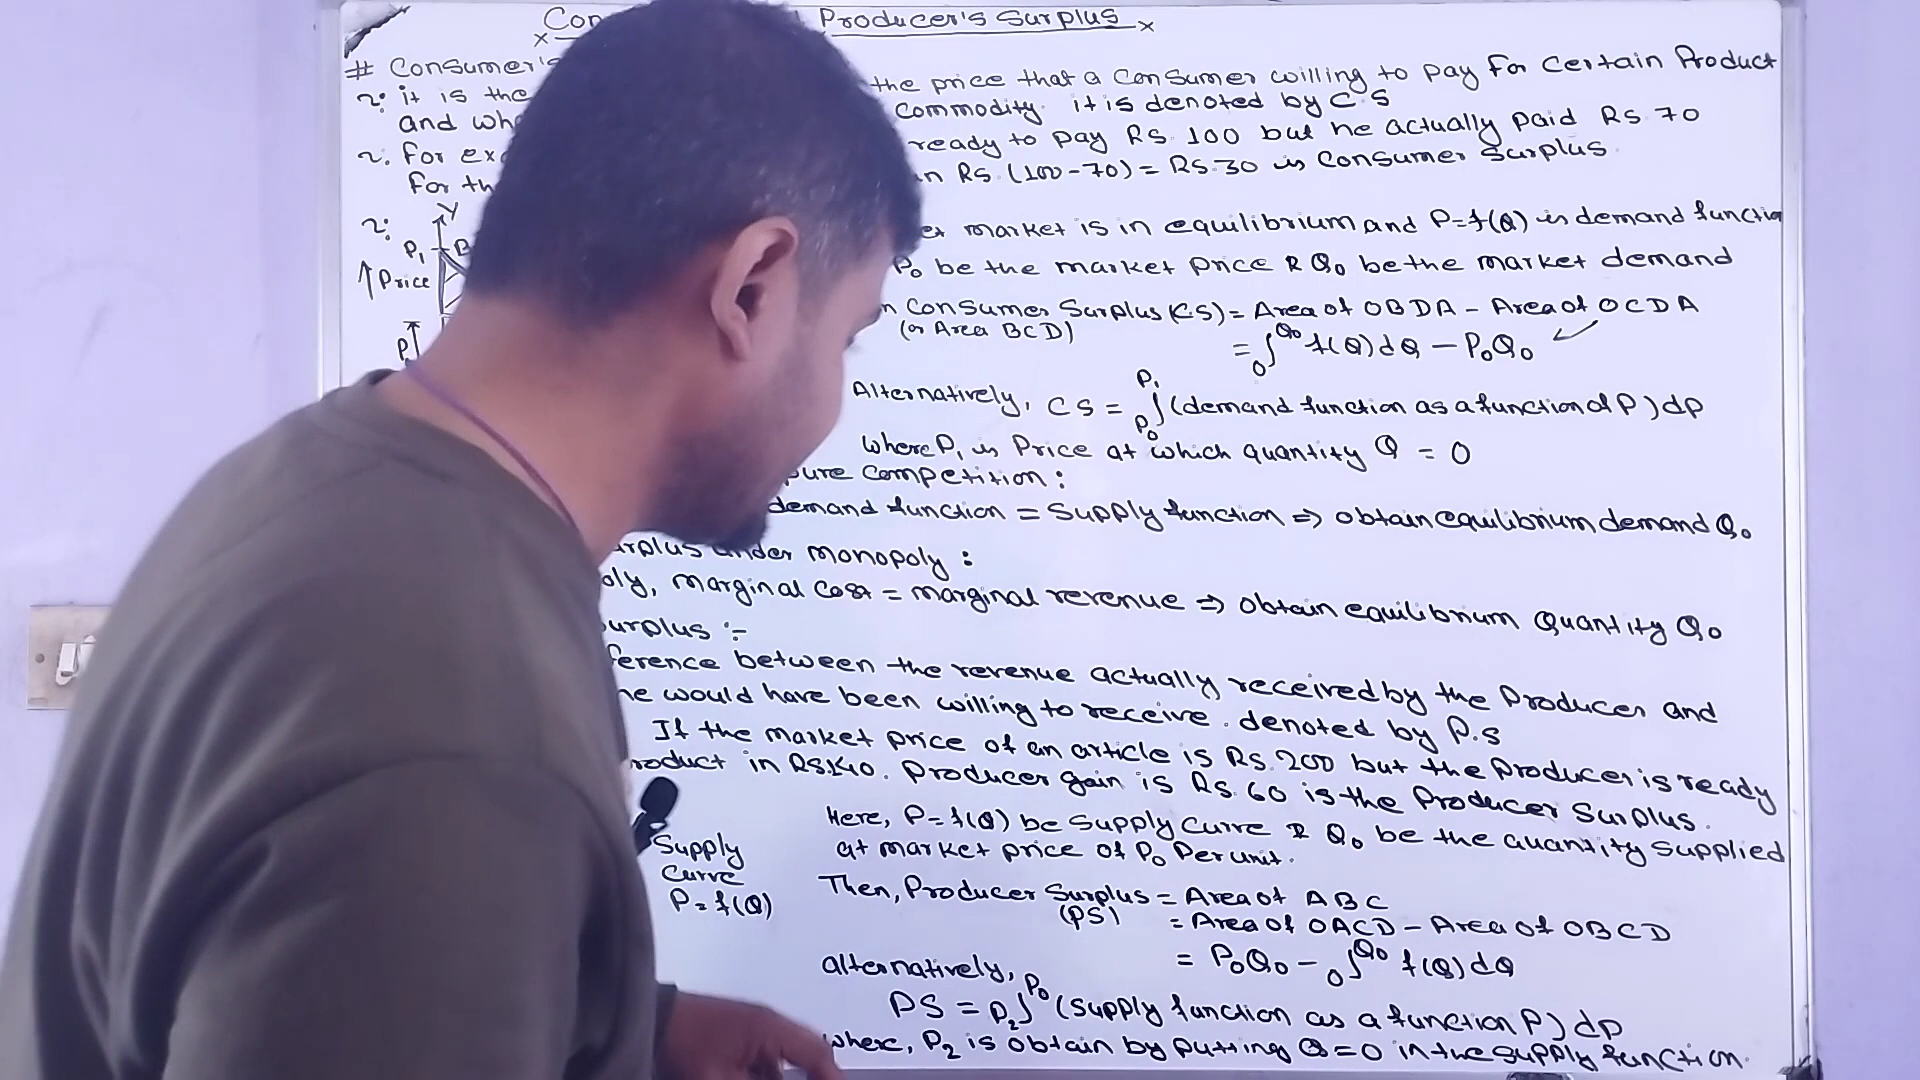 Con Producer's Surplus
# Consumer's the price that a Consumer willing to pay for Certain Product
it is the Commodity. it is denoted by C.S
and ready to pay Rs. 100 but he actually paid Rs. 70
For Rs. (100-70) = Rs. 30 is Consumer Surplus.
For th
Y
market is in equilibrium and P=f(Q) is demand function
P₁ B
P₀ be the market price & Q₀ be the market demand
↑Price
Consumer Surplus (CS) = Area of OBDA - Area of OCDA
(or Area BCD)
= ₀∫^Q₀ f(Q)dQ - P₀Q₀
Alternatively, CS = P₀∫^P₁ (demand function as a function of P) dp
where P₁ is Price at which quantity Q = 0
pure Competition:
demand function = Supply function ⇒ obtain equilibrium demand Q₀
under monopoly:
marginal cost = marginal revenue ⇒ obtain equilibrium Quantity Q₀
urplus :-
ference between the revenue actually received by the Producer and
he would have been willing to receive. denoted by P.S
If the market price of an article is Rs. 200 but the Producer is ready
roduct in Rs.140. Producer gain is Rs. 60 is the Producer Surplus.
Here, P=f(Q) be Supply Curve & Q₀ be the quantity Supplied
at market price of P₀ Per unit.
Supply
Curve
P=f(Q)
Then, Producer Surplus = Area of ABC
(PS) = Area of OACD - Area of OBCD
= P₀Q₀ - ₀∫^Q₀ f(Q)dQ
alternatively,
PS = P₂∫^P₀ (Supply function as a function P) dp
where, P₂ is obtain by putting Q=0 in the supply function.